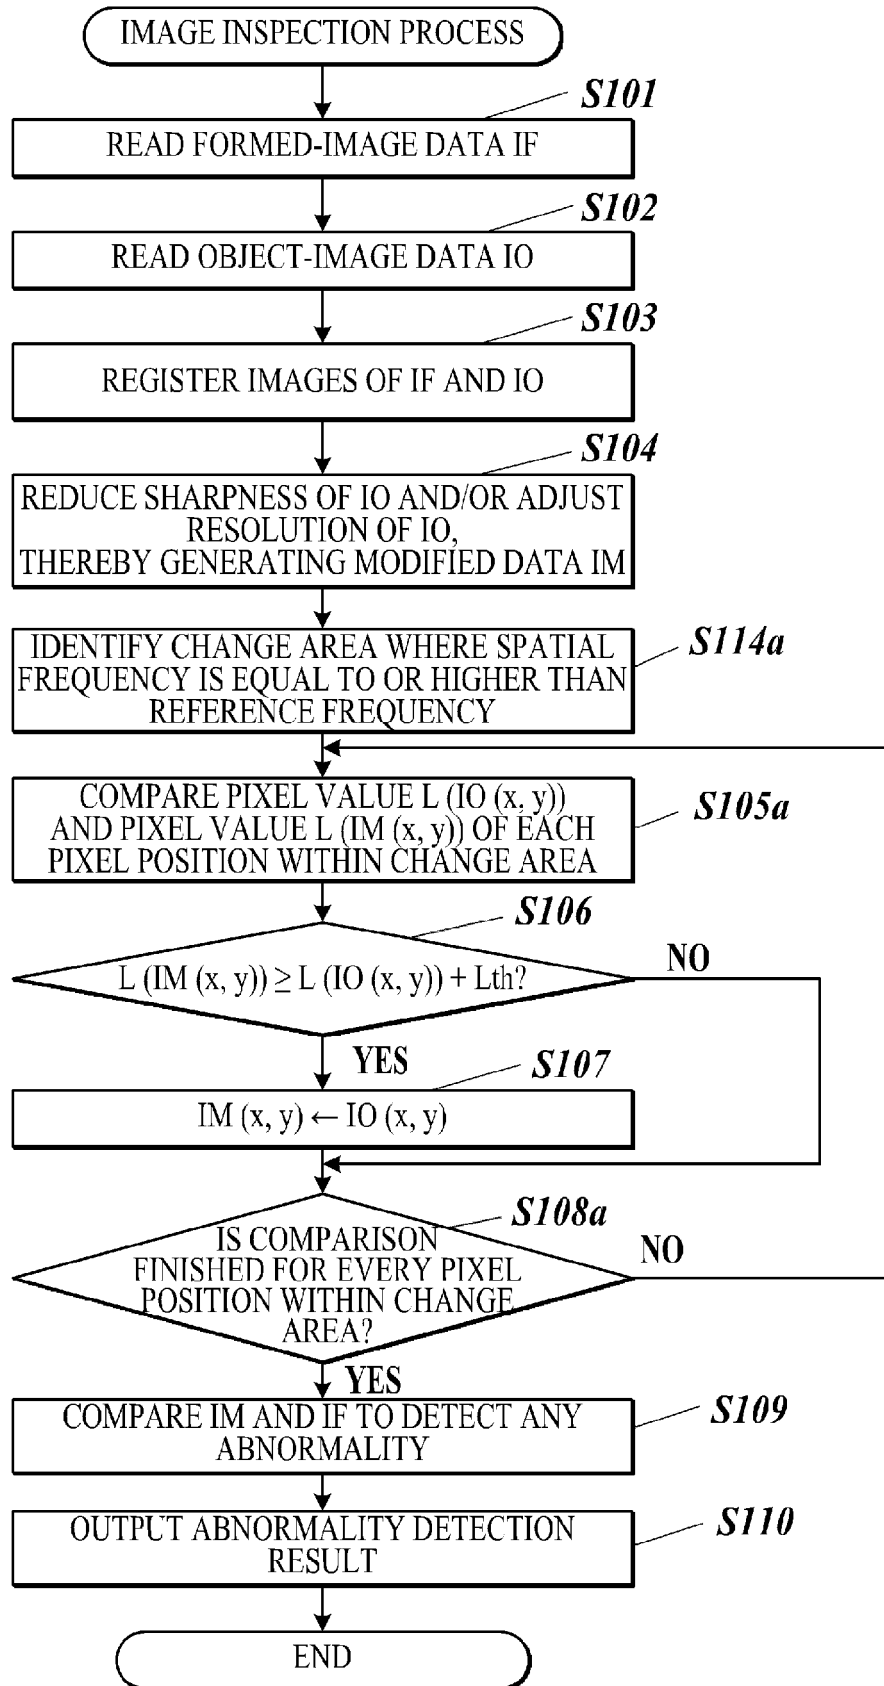 IMAGE INSPECTION PROCESS
S101
READ FORMED-IMAGE DATA IF
S102
READ OBJECT-IMAGE DATA IO
S103
REGISTER IMAGES OF IF AND IO
S104
REDUCE SHARPNESS OF IO AND/OR ADJUST
RESOLUTION OF IO,
THEREBY GENERATING MODIFIED DATA IM
IDENTIFY CHANGE AREA WHERE SPATIAL
FREQUENCY IS EQUAL TO OR HIGHER THAN
REFERENCE FREQUENCY
S114a
COMPARE PIXEL VALUE L (IO (x, y))
AND PIXEL VALUE L (IM (x, y)) OF EACH
PIXEL POSITION WITHIN CHANGE AREA
S105a
S106
L (IM (x, y)) ≥ L (IO (x, y)) + Lth?
NO
YES
S107
IM (x, y) ← IO (x, y)
S108a
IS COMPARISON
FINISHED FOR EVERY PIXEL
POSITION WITHIN CHANGE
AREA?
NO
YES
COMPARE IM AND IF TO DETECT ANY
ABNORMALITY
S109
OUTPUT ABNORMALITY DETECTION
RESULT
S110
END